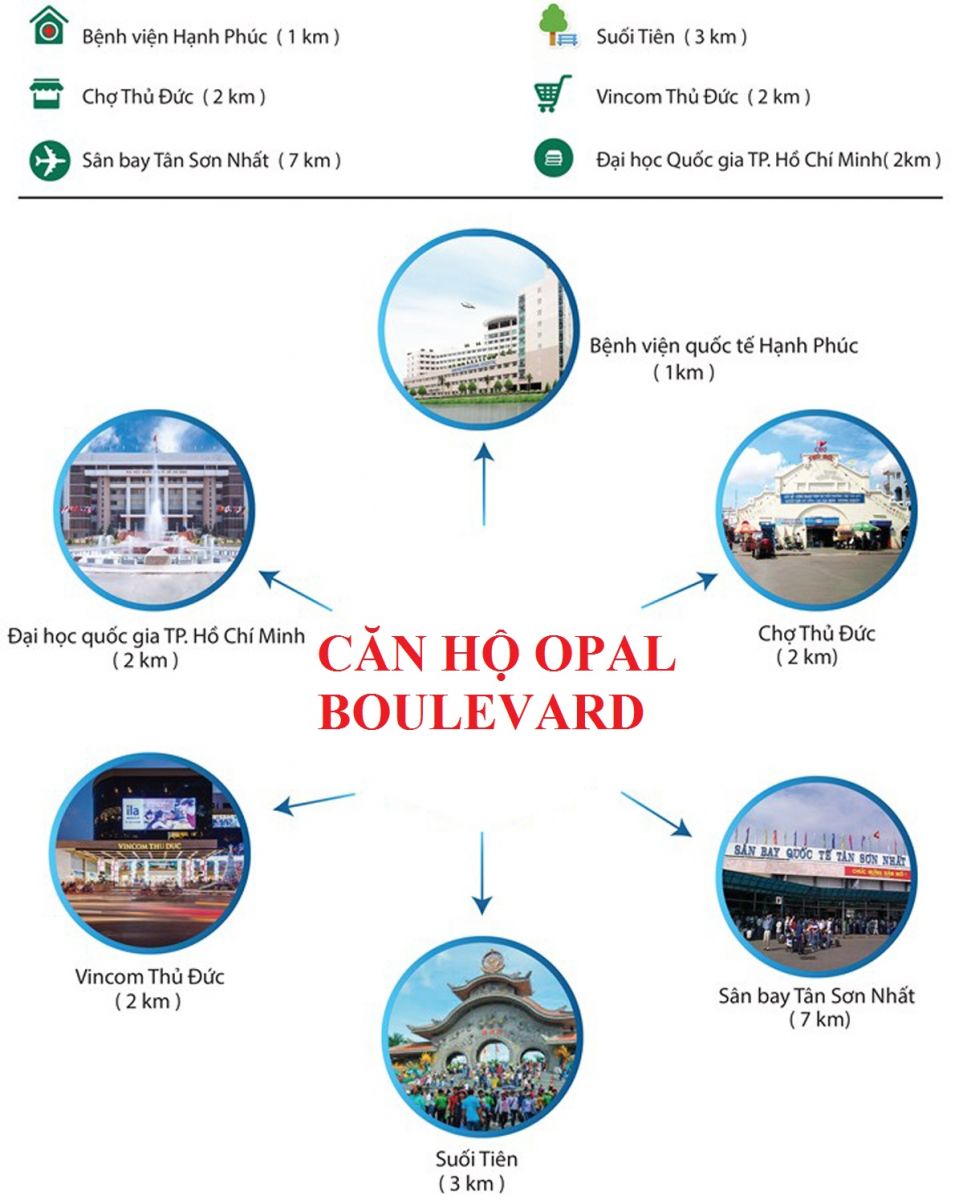 Bệnh viện Hạnh Phúc ( 1 km )
Suối Tiên ( 3 km )
Chợ Thủ Đức ( 2 km )
Vincom Thủ Đức ( 2 km )
Sân bay Tân Sơn Nhất ( 7 km )
Đại học Quốc gia TP. Hồ Chí Minh( 2km )
Bệnh viện quốc tế Hạnh Phúc
( 1km )
CHỢ
Đại học quốc gia TP. Hồ Chí Minh
( 2 km )
Chợ Thủ Đức
( 2 km)
CĂN HỘ OPAL
BOULEVARD
ila
VINCOM THU DUC
SÂN BAY QUỐC TẾ TÂN SƠN NHẤT
Vincom Thủ Đức
( 2 km )
Sân bay Tân Sơn Nhất
( 7 km)
Suối Tiên
( 3 km )